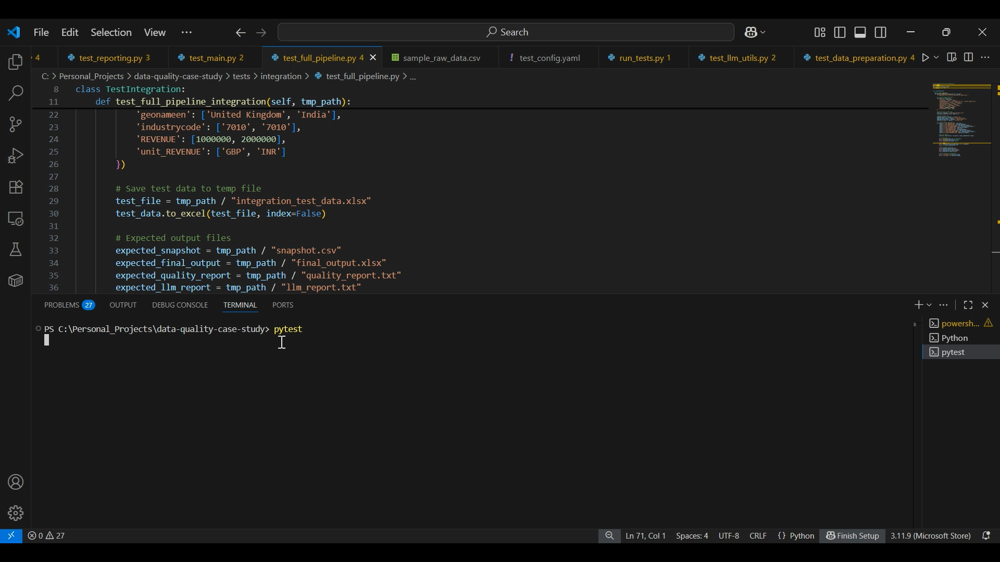 File Edit Selection View ··· Search
4 test_reporting.py 3 test_main.py 2 test_full_pipeline.py 4 sample_raw_data.csv ! test_config.yaml run_tests.py 1 test_llm_utils.py 2 test_data_preparation.py 4
C: > Personal_Projects > data-quality-case-study > tests > integration > test_full_pipeline.py > ...
8 class TestIntegration:
11 def test_full_pipeline_integration(self, tmp_path):
22 'geonameen': ['United Kingdom', 'India'],
23 'industrycode': ['7010', '7010'],
24 'REVENUE': [1000000, 2000000],
25 'unit_REVENUE': ['GBP', 'INR']
26 })
27
28 # Save test data to temp file
29 test_file = tmp_path / "integration_test_data.xlsx"
30 test_data.to_excel(test_file, index=False)
31
32 # Expected output files
33 expected_snapshot = tmp_path / "snapshot.csv"
34 expected_final_output = tmp_path / "final_output.xlsx"
35 expected_quality_report = tmp_path / "quality_report.txt"
36 expected_llm_report = tmp_path / "llm_report.txt"
PROBLEMS 27 OUTPUT DEBUG CONSOLE TERMINAL PORTS
PS C:\Personal_Projects\data-quality-case-study> pytest
powersh...
Python
pytest
0 27 Ln 71, Col 1 Spaces: 4 UTF-8 CRLF {} Python Finish Setup 3.11.9 (Microsoft Store)